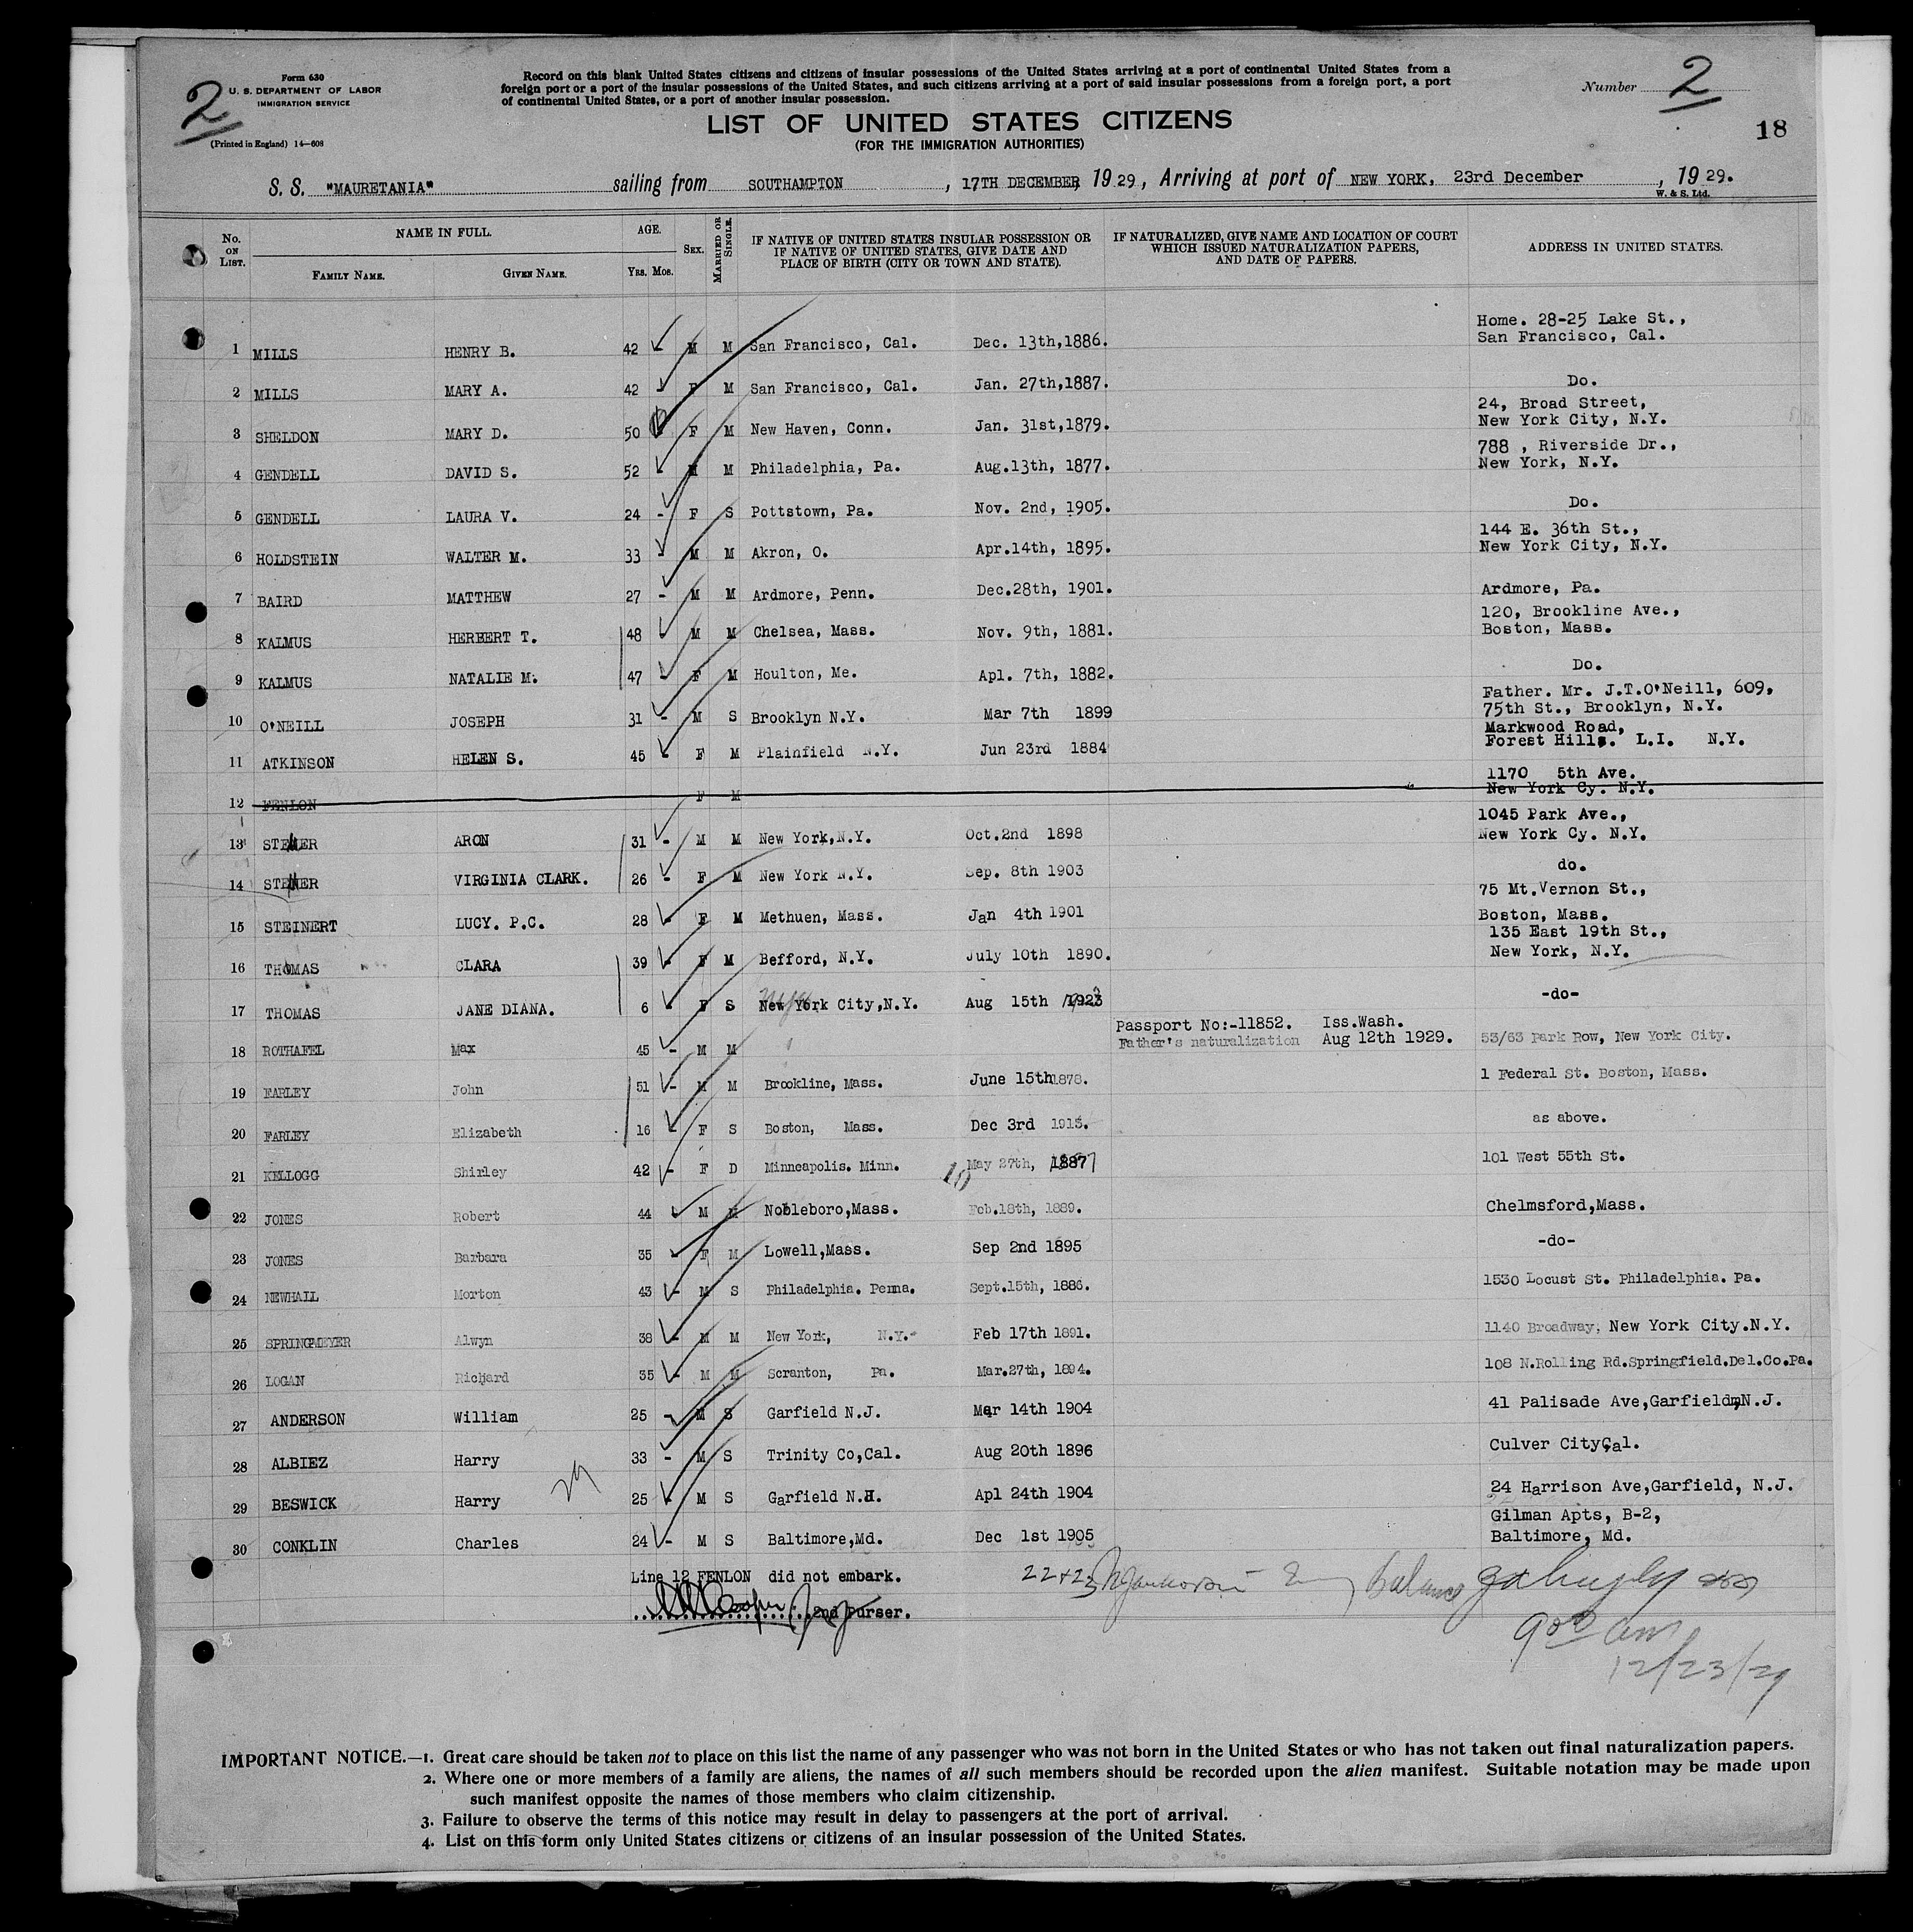 Form 630
U. S. DEPARTMENT OF LABOR
IMMIGRATION SERVICE
(Printed in England) 14—608
2
Record on this blank United States citizens and citizens of insular possessions of the United States arriving at a port of continental United States from a
foreign port or a port of the insular possessions of the United States, and such citizens arriving at a port of said insular possessions from a foreign port, a port
of continental United States, or a port of another insular possession.
Number 2
18
LIST OF UNITED STATES CITIZENS
(FOR THE IMMIGRATION AUTHORITIES)
S. S. "MAURETANIA" sailing from SOUTHAMPTON, 17TH DECEMBER 1929, Arriving at port of NEW YORK, 23rd December, 1929.
W. & S. Ltd.
No. ON LIST. NAME IN FULL. AGE. SEX. MARRIED OR SINGLE. IF NATIVE OF UNITED STATES INSULAR POSSESSION OR IF NATIVE OF UNITED STATES, GIVE DATE AND PLACE OF BIRTH (CITY OR TOWN AND STATE). IF NATURALIZED, GIVE NAME AND LOCATION OF COURT WHICH ISSUED NATURALIZATION PAPERS, AND DATE OF PAPERS. ADDRESS IN UNITED STATES.
FAMILY NAME. GIVEN NAME. YRS. MOS.
Home. 28-25 Lake St.,
1 MILLS HENRY B. 42 - M M San Francisco, Cal. Dec. 13th,1886. San Francisco, Cal.
2 MILLS MARY A. 42 - F M San Francisco, Cal. Jan. 27th,1887. Do.
24, Broad Street,
3 SHELDON MARY D. 50 F M New Haven, Conn. Jan. 31st,1879. New York City, N.Y.
788 , Riverside Dr.,
4 GENDELL DAVID S. 52 - M M Philadelphia, Pa. Aug.13th, 1877. New York, N.Y.
5 GENDELL LAURA V. 24 - F S Pottstown, Pa. Nov. 2nd, 1905. Do.
144 E. 36th St.,
6 HOLDSTEIN WALTER M. 33 - M M Akron, O. Apr.14th, 1895. New York City, N.Y.
7 BAIRD MATTHEW 27 - M M Ardmore, Penn. Dec.28th, 1901. Ardmore, Pa.
120, Brookline Ave.,
8 KALMUS HERBERT T. 48 - M M Chelsea, Mass. Nov. 9th, 1881. Boston, Mass.
9 KALMUS NATALIE M. 47 - F M Houlton, Me. Apl. 7th, 1882. Do.
Father. Mr. J.T.O'Neill, 609,
10 O'NEILL JOSEPH 31 - M S Brooklyn N.Y. Mar 7th 1899 75th St., Brooklyn, N.Y.
Markwood Road,
11 ATKINSON HELEN S. 45 - F M Plainfield N.Y. Jun 23rd 1884 Forest Hills. L.I. N.Y.
1170 5th Ave.
12 FENLON F M New York Cy. N.Y.
1045 Park Ave.,
13 ARON 31 - M M New York,N.Y. Oct.2nd 1898 New York Cy. N.Y.
14 VIRGINIA CLARK. 26 - F M New York N.Y. Sep. 8th 1903 do.
75 Mt.Vernon St.,
15 STEINERT LUCY. P.C. 28 - F M Methuen, Mass. Jan 4th 1901 Boston, Mass.
135 East 19th St.,
16 THOMAS CLARA 39 - F M Befford, N.Y. July 10th 1890. New York, N.Y.
17 THOMAS JANE DIANA. 6 - F S New York City,N.Y. Aug 15th 1923 -do-
Passport No:-11852. Iss.Wash.
18 ROTHAFEL Max 45 - M M Father's naturalization Aug 12th 1929. 53/63 Park Row, New York City.
19 FARLEY John 51 - M M Brookline, Mass. June 15th 1878. 1 Federal St. Boston, Mass.
20 FARLEY Elizabeth 16 - F S Boston, Mass. Dec 3rd 1913. as above.
21 KELLOGG Shirley 42 - F D Minneapolis. Minn. May 27th, 1887 101 West 55th St.
10
22 JONES Robert 44 - M M Nobleboro,Mass. Feb.18th, 1889. Chelmsford,Mass.
23 JONES Barbara 35 - F M Lowell,Mass. Sep 2nd 1895 -do-
24 NEWHALL Morton 43 - M S Philadelphia. Penna. Sept.15th, 1886. 1530 Locust St. Philadelphia. Pa.
25 SPRINGMEYER Alwyn 38 - M M New York, N.Y. Feb 17th 1891. 1140 Broadway, New York City.N.Y.
26 LOGAN Richard 35 - M M Scranton, Pa. Mar.27th, 1894. 108 N.Rolling Rd.Springfield.Del.Co.Pa.
27 ANDERSON William 25 - M S Garfield N.J. Mar 14th 1904 41 Palisade Ave,Garfield,N.J.
28 ALBIEZ Harry 33 - M S Trinity Co,Cal. Aug 20th 1896 Culver City Cal.
29 BESWICK Harry 25 - M S Garfield N.H. Apl 24th 1904 24 Harrison Ave,Garfield, N.J.
Gilman Apts, B-2,
30 CONKLIN Charles 24 - M S Baltimore,Md. Dec 1st 1905 Baltimore, Md.
Line 12 FENLON did not embark.
22+23 Balance
2nd Purser.
9 00 am
12/23/29
IMPORTANT NOTICE.—1. Great care should be taken not to place on this list the name of any passenger who was not born in the United States or who has not taken out final naturalization papers.
2. Where one or more members of a family are aliens, the names of all such members should be recorded upon the alien manifest. Suitable notation may be made upon
such manifest opposite the names of those members who claim citizenship.
3. Failure to observe the terms of this notice may result in delay to passengers at the port of arrival.
4. List on this form only United States citizens or citizens of an insular possession of the United States.